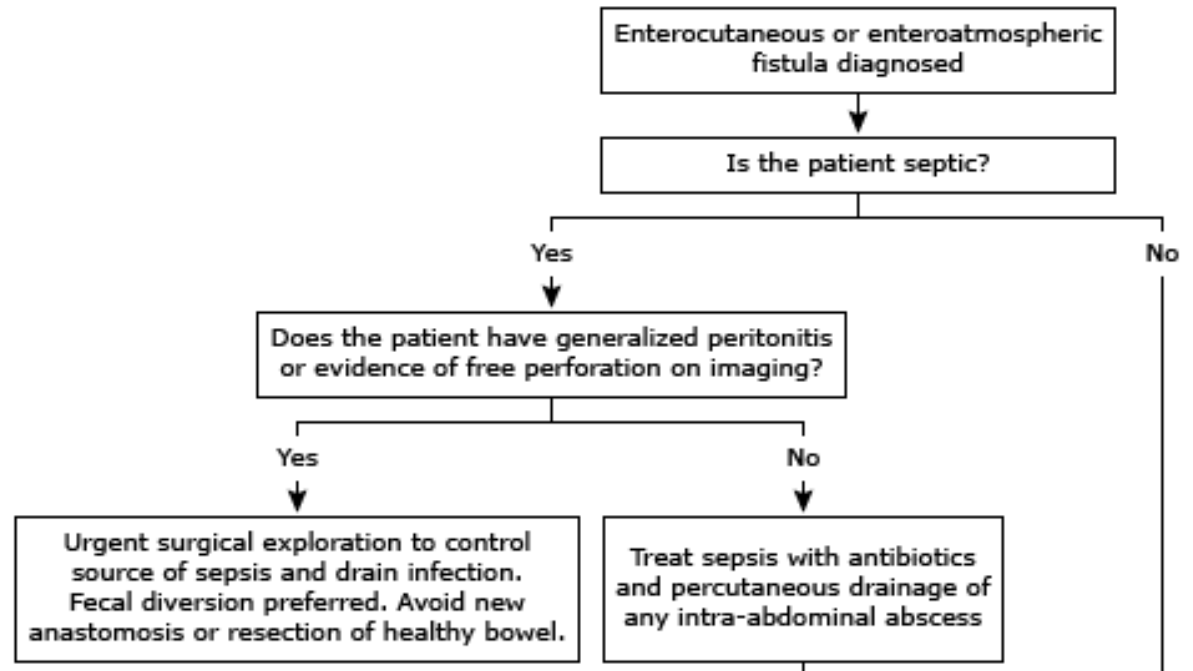 Enterocutaneous or enteroatmospheric
fistula diagnosed
Is the patient septic?
Yes
No
Does the patient have generalized peritonitis
or evidence of free perforation on imaging?
Yes
No
Urgent surgical exploration to control
source of sepsis and drain infection.
Fecal diversion preferred. Avoid new
anastomosis or resection of healthy bowel.
Treat sepsis with antibiotics
and percutaneous drainage of
any intra-abdominal abscess